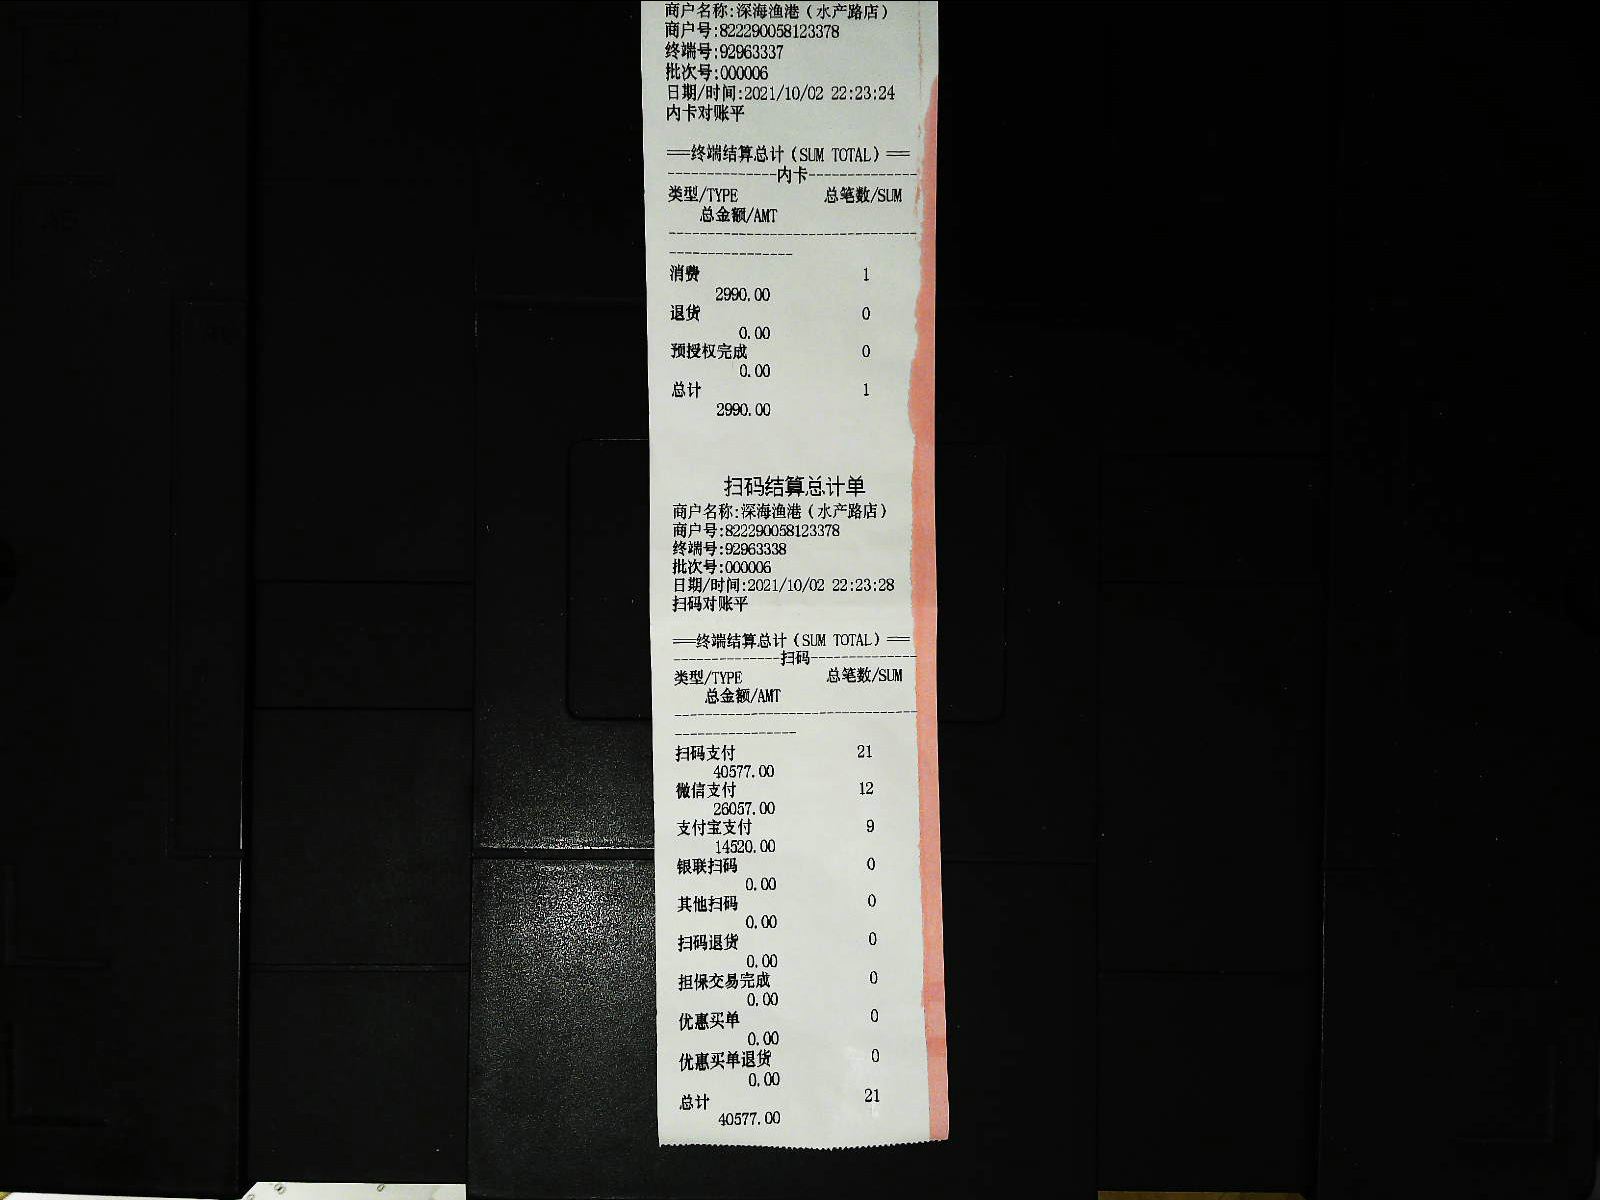 商户名称:深海渔港(水产路店)
商户号:822290058123378
终端号:92963337
批次号:000006
日期/时间:2021/10/02 22:23:24
内卡对账平
==终端结算总计(SUM TOTAL)==
--------------内卡--------------
类型/TYPE 总笔数/SUM
总金额/AMT
--------------------------------
----------------
消费 1
2990.00
退货 0
0.00
预授权完成 0
0.00
总计 1
2990.00
扫码结算总计单
商户名称:深海渔港(水产路店)
商户号:822290058123378
终端号:92963338
批次号:000006
日期/时间:2021/10/02 22:23:28
扫码对账平
==终端结算总计(SUM TOTAL)==
--------------扫码--------------
类型/TYPE 总笔数/SUM
总金额/AMT
--------------------------------
----------------
扫码支付 21
40577.00
微信支付 12
26057.00
支付宝支付 9
14520.00
银联扫码 0
0.00
其他扫码 0
0.00
扫码退货 0
0.00
担保交易完成 0
0.00
优惠买单 0
0.00
优惠买单退货 0
0.00
总计 21
40577.00